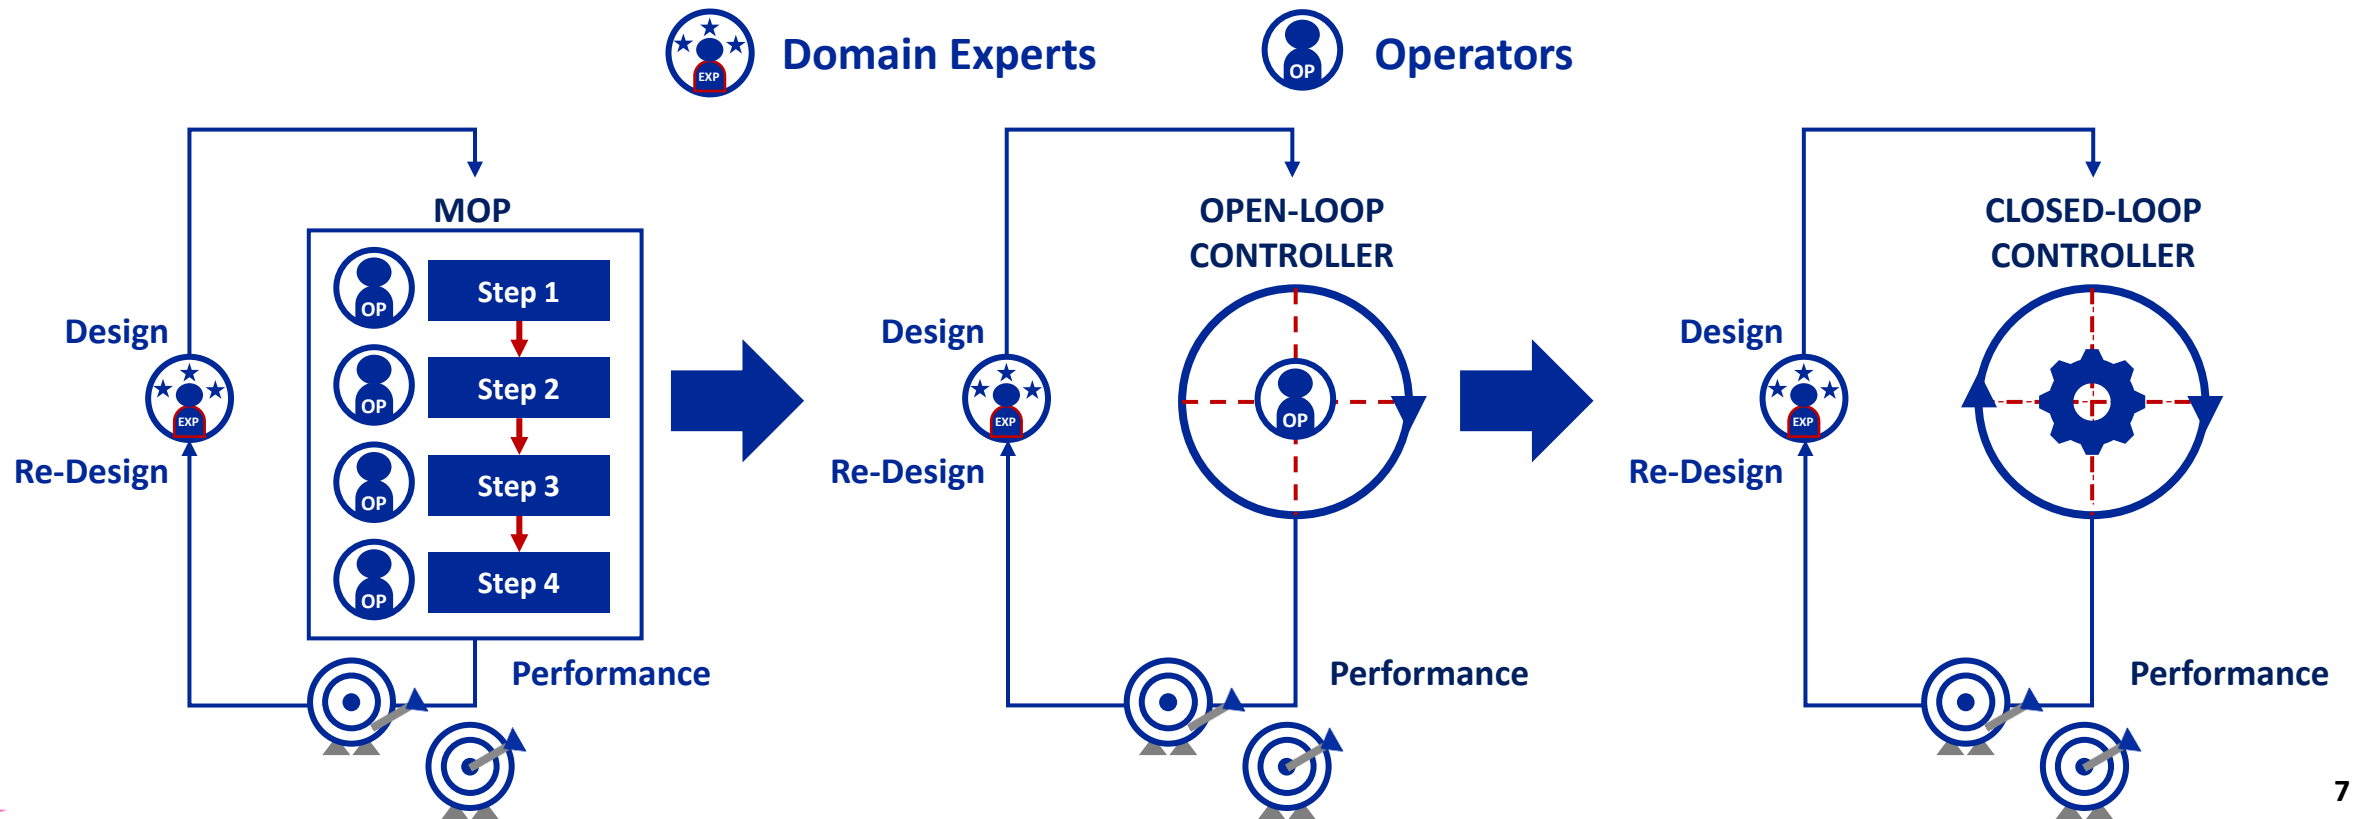 EXP
Domain Experts
OP
Operators
MOP
OP
Step 1
OP
Step 2
OP
Step 3
OP
Step 4
Design
EXP
Re-Design
Performance
OPEN-LOOP
CONTROLLER
Design
EXP
OP
Re-Design
Performance
CLOSED-LOOP
CONTROLLER
Design
EXP
Re-Design
Performance
7